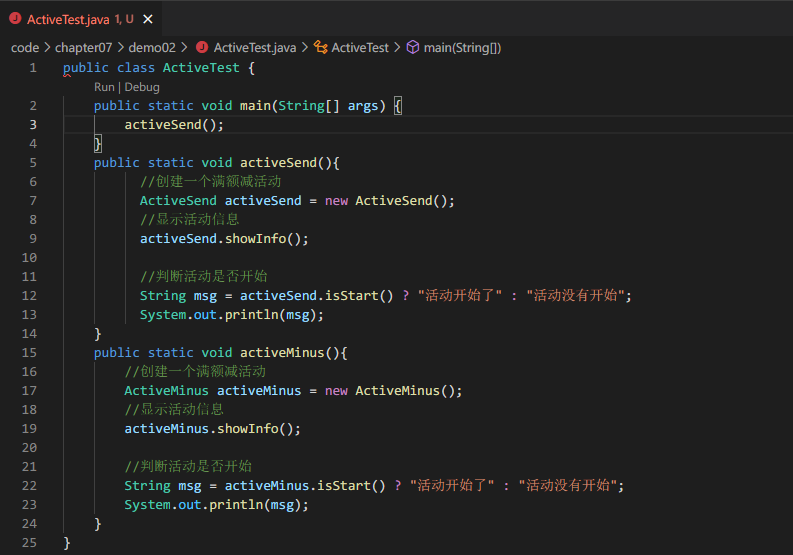 ActiveTest.java 1, U
code > chapter07 > demo02 > ActiveTest.java > ActiveTest > main(String[])
1 public class ActiveTest {
Run | Debug
2 public static void main(String[] args) {
3 activeSend();
4 }
5 public static void activeSend(){
6 //创建一个满额减活动
7 ActiveSend activeSend = new ActiveSend();
8 //显示活动信息
9 activeSend.showInfo();
10
11 //判断活动是否开始
12 String msg = activeSend.isStart() ? "活动开始了" : "活动没有开始";
13 System.out.println(msg);
14 }
15 public static void activeMinus(){
16 //创建一个满额减活动
17 ActiveMinus activeMinus = new ActiveMinus();
18 //显示活动信息
19 activeMinus.showInfo();
20
21 //判断活动是否开始
22 String msg = activeMinus.isStart() ? "活动开始了" : "活动没有开始";
23 System.out.println(msg);
24 }
25 }